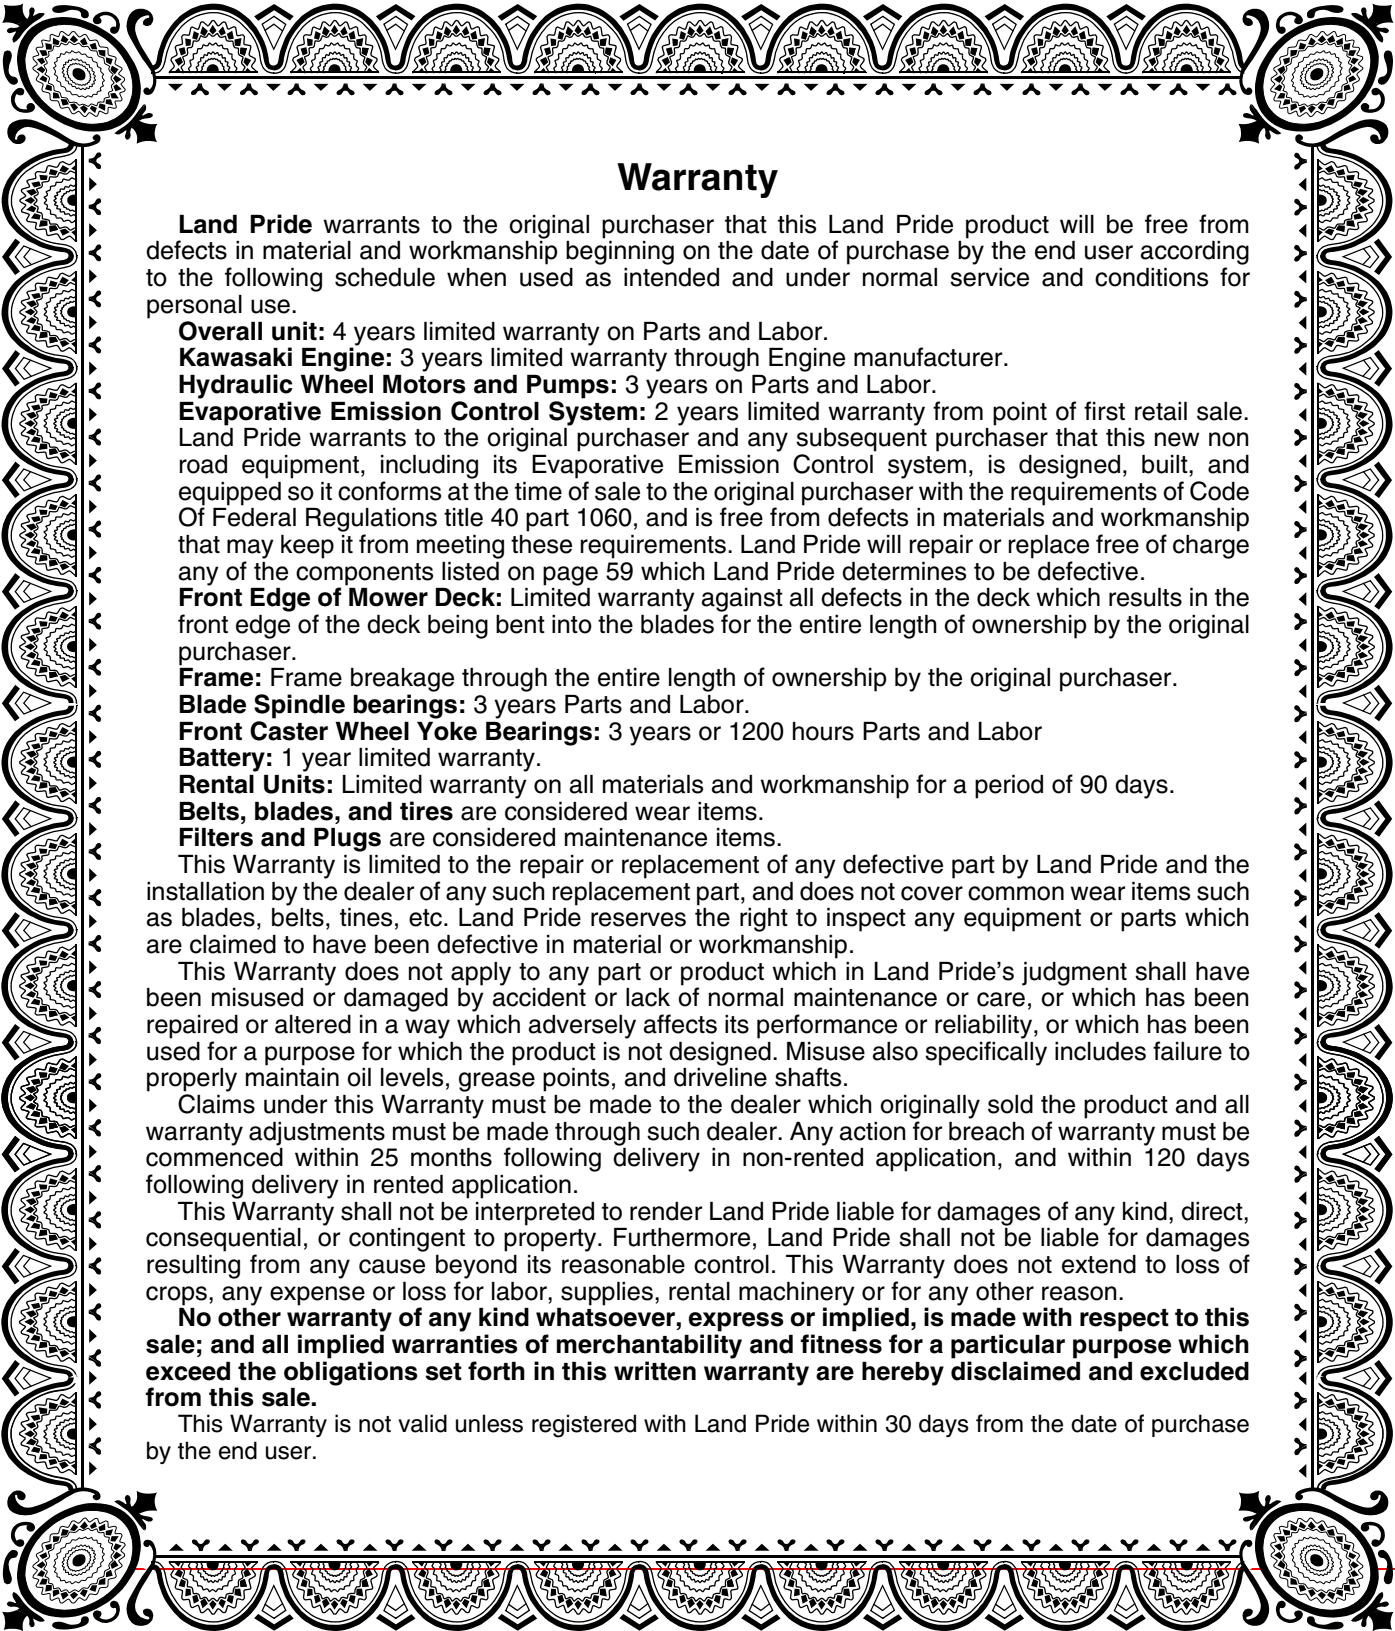 Warranty
Land Pride warrants to the original purchaser that this Land Pride product will be free from
defects in material and workmanship beginning on the date of purchase by the end user according
to the following schedule when used as intended and under normal service and conditions for
personal use.
Overall unit: 4 years limited warranty on Parts and Labor.
Kawasaki Engine: 3 years limited warranty through Engine manufacturer.
Hydraulic Wheel Motors and Pumps: 3 years on Parts and Labor.
Evaporative Emission Control System: 2 years limited warranty from point of first retail sale.
Land Pride warrants to the original purchaser and any subsequent purchaser that this new non
road equipment, including its Evaporative Emission Control system, is designed, built, and
equipped so it conforms at the time of sale to the original purchaser with the requirements of Code
Of Federal Regulations title 40 part 1060, and is free from defects in materials and workmanship
that may keep it from meeting these requirements. Land Pride will repair or replace free of charge
any of the components listed on page 59 which Land Pride determines to be defective.
Front Edge of Mower Deck: Limited warranty against all defects in the deck which results in the
front edge of the deck being bent into the blades for the entire length of ownership by the original
purchaser.
Frame: Frame breakage through the entire length of ownership by the original purchaser.
Blade Spindle bearings: 3 years Parts and Labor.
Front Caster Wheel Yoke Bearings: 3 years or 1200 hours Parts and Labor
Battery: 1 year limited warranty.
Rental Units: Limited warranty on all materials and workmanship for a period of 90 days.
Belts, blades, and tires are considered wear items.
Filters and Plugs are considered maintenance items.
This Warranty is limited to the repair or replacement of any defective part by Land Pride and the
installation by the dealer of any such replacement part, and does not cover common wear items such
as blades, belts, tines, etc. Land Pride reserves the right to inspect any equipment or parts which
are claimed to have been defective in material or workmanship.
This Warranty does not apply to any part or product which in Land Pride’s judgment shall have
been misused or damaged by accident or lack of normal maintenance or care, or which has been
repaired or altered in a way which adversely affects its performance or reliability, or which has been
used for a purpose for which the product is not designed. Misuse also specifically includes failure to
properly maintain oil levels, grease points, and driveline shafts.
Claims under this Warranty must be made to the dealer which originally sold the product and all
warranty adjustments must be made through such dealer. Any action for breach of warranty must be
commenced within 25 months following delivery in non-rented application, and within 120 days
following delivery in rented application.
This Warranty shall not be interpreted to render Land Pride liable for damages of any kind, direct,
consequential, or contingent to property. Furthermore, Land Pride shall not be liable for damages
resulting from any cause beyond its reasonable control. This Warranty does not extend to loss of
crops, any expense or loss for labor, supplies, rental machinery or for any other reason.
No other warranty of any kind whatsoever, express or implied, is made with respect to this
sale; and all implied warranties of merchantability and fitness for a particular purpose which
exceed the obligations set forth in this written warranty are hereby disclaimed and excluded
from this sale.
This Warranty is not valid unless registered with Land Pride within 30 days from the date of purchase
by the end user.